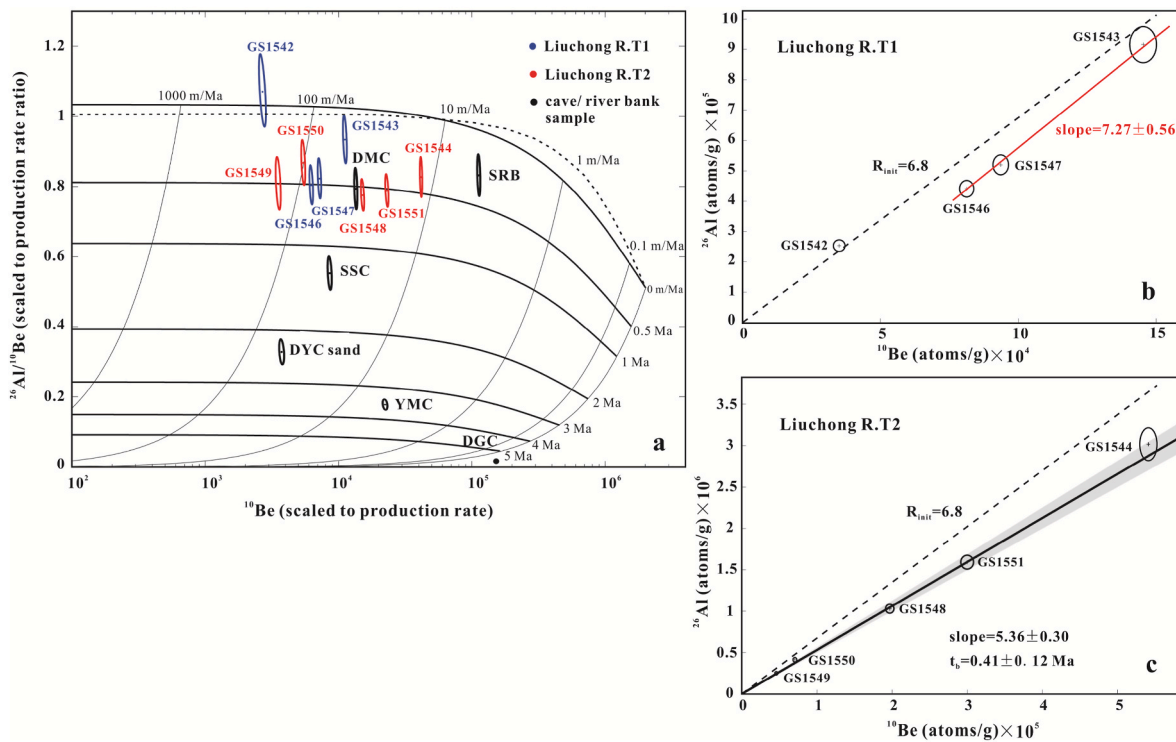 1.2
1
0.8
0.6
0.4
0.2
0
²⁶Al/¹⁰Be (scaled to production rate ratio)
10²
10³
10⁴
10⁵
10⁶
¹⁰Be (scaled to production rate)
GS1542
Liuchong R.T1
Liuchong R.T2
cave/ river bank
sample
1000 m/Ma
100 m/Ma
10 m/Ma
GS1550
GS1543
GS1549
DMC
GS1544
SRB
1 m/Ma
GS1546
GS1547
GS1548
GS1551
0.1 m/Ma
0 m/Ma
SSC
0.5 m/Ma
1 Ma
DYC sand
2 Ma
YMC
3 Ma
DGC
4 Ma
5 Ma
a
10
9
8
7
6
5
4
3
2
1
0
²⁶Al (atoms/g)×10⁵
Liuchong R.T1
GS1543
slope=7.27±0.56
R_init=6.8
GS1547
GS1546
GS1542
b
0
5
10
15
¹⁰Be (atoms/g)×10⁴
3.5
3
2.5
2
1.5
1
0.5
0
²⁶Al (atoms/g)×10⁶
Liuchong R.T2
GS1544
R_init=6.8
GS1551
GS1548
GS1550
GS1549
slope=5.36±0.30
t_b=0.41±0. 12 Ma
c
1
2
3
4
5
¹⁰Be (atoms/g)×10⁵